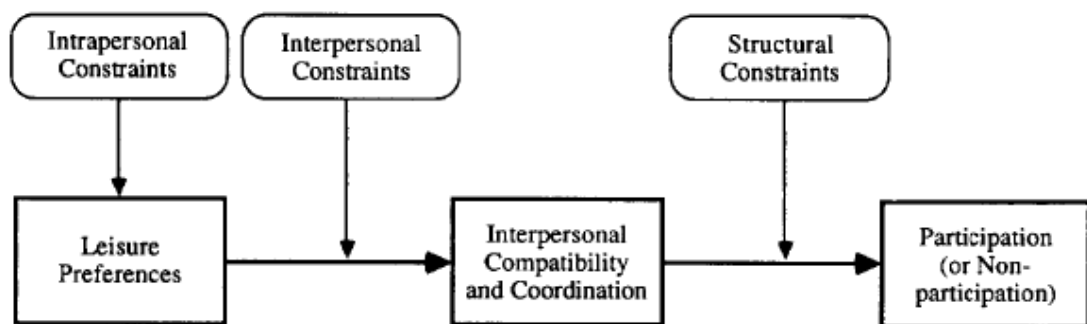 Intrapersonal
Constraints
Interpersonal
Constraints
Structural
Constraints
Leisure
Preferences
Interpersonal
Compatibility
and Coordination
Participation
(or Non-
participation)